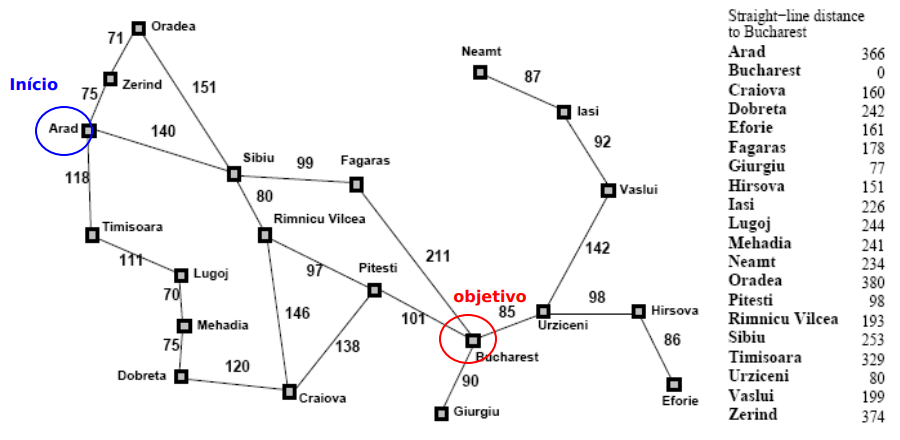 Oradea
71
Neamt
Zerind
87
Início
75
151
Iasi
Arad
140
92
Sibiu
99
Fagaras
118
Vaslui
80
Timisoara
Rimnicu Vilcea
111
211
142
Lugoj
97
Pitesti
70
objetivo
98
146
101
85
Hirsova
Mehadia
Urziceni
75
138
86
Bucharest
120
Dobreta
90
Craiova
Eforie
Giurgiu
Straight-line distance
to Bucharest
Arad 366
Bucharest 0
Craiova 160
Dobreta 242
Eforie 161
Fagaras 178
Giurgiu 77
Hirsova 151
Iasi 226
Lugoj 244
Mehadia 241
Neamt 234
Oradea 380
Pitesti 98
Rimnicu Vilcea 193
Sibiu 253
Timisoara 329
Urziceni 80
Vaslui 199
Zerind 374